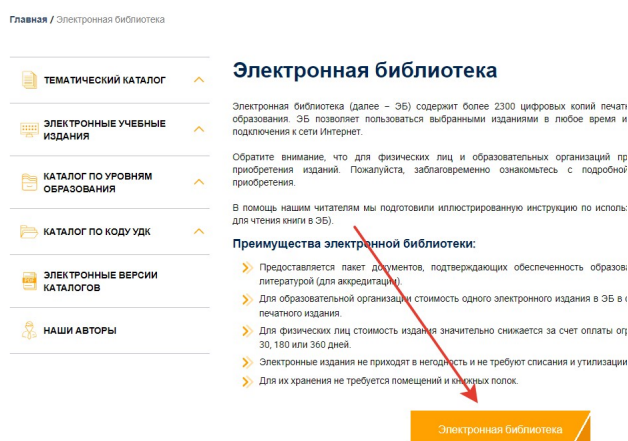 Главная / Электронная библиотека
ТЕМАТИЧЕСКИЙ КАТАЛОГ
ЭЛЕКТРОННЫЕ УЧЕБНЫЕ
ИЗДАНИЯ
КАТАЛОГ ПО УРОВНЯМ
ОБРАЗОВАНИЯ
КАТАЛОГ ПО КОДУ УДК
ЭЛЕКТРОННЫЕ ВЕРСИИ
КАТАЛОГОВ
НАШИ АВТОРЫ
Электронная библиотека
Электронная библиотека (далее – ЭБ) содержит более 2300 цифровых копий печат
образования. ЭБ позволяет пользоваться выбранными изданиями в любое время и
подключения к сети Интернет.
Обратите внимание, что для физических лиц и образовательных организаций пр
приобретения изданий. Пожалуйста, заблаговременно ознакомьтесь с подробной
приобретения.
В помощь нашим читателям мы подготовили иллюстрированную инструкцию по исполь
для чтения книги в ЭБ).
Преимущества электронной библиотеки:
Предоставляется пакет документов, подтверждающих обеспеченность образова
литературой (для аккредитации).
Для образовательной организации стоимость одного электронного издания в ЭБ в
печатного издания.
Для физических лиц стоимость издания значительно снижается за счет оплаты ог
30, 180 или 360 дней.
Электронные издания не приходят в негодность и не требуют списания и утилизации
Для их хранения не требуется помещений и книжных полок.
Электронная библиотека